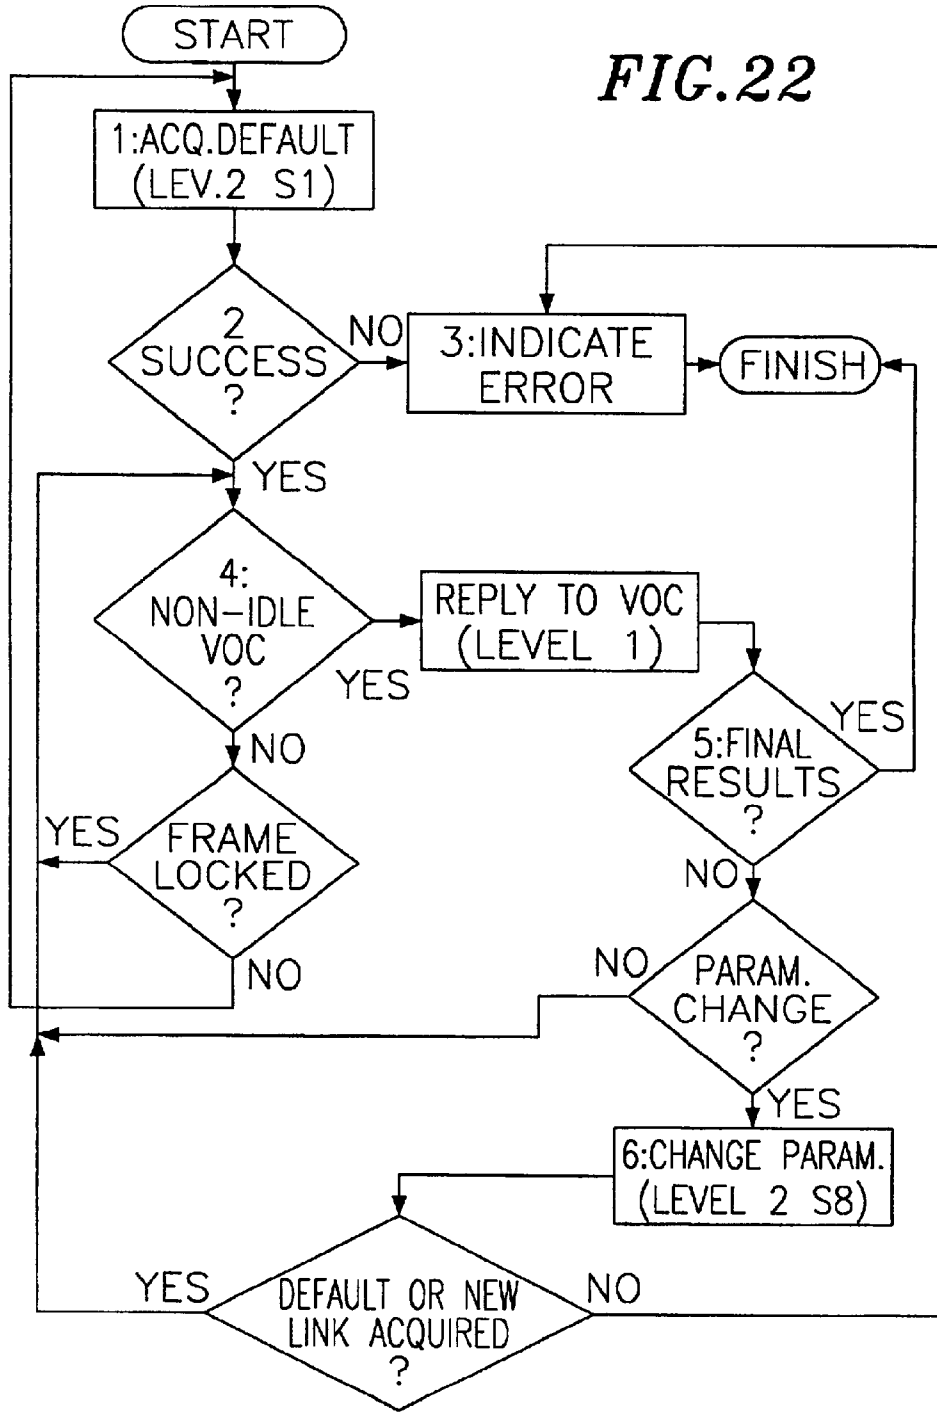 START
FIG.22
1:ACQ.DEFAULT
(LEV.2 S1)
2
SUCCESS
?
NO
3:INDICATE
ERROR
FINISH
YES
4:
NON-IDLE
VOC
?
YES
REPLY TO VOC
(LEVEL 1)
NO
5:FINAL
RESULTS
?
YES
YES
FRAME
LOCKED
?
NO
NO
NO
PARAM.
CHANGE
?
YES
6:CHANGE PARAM.
(LEVEL 2 S8)
YES
DEFAULT OR NEW
LINK ACQUIRED
?
NO